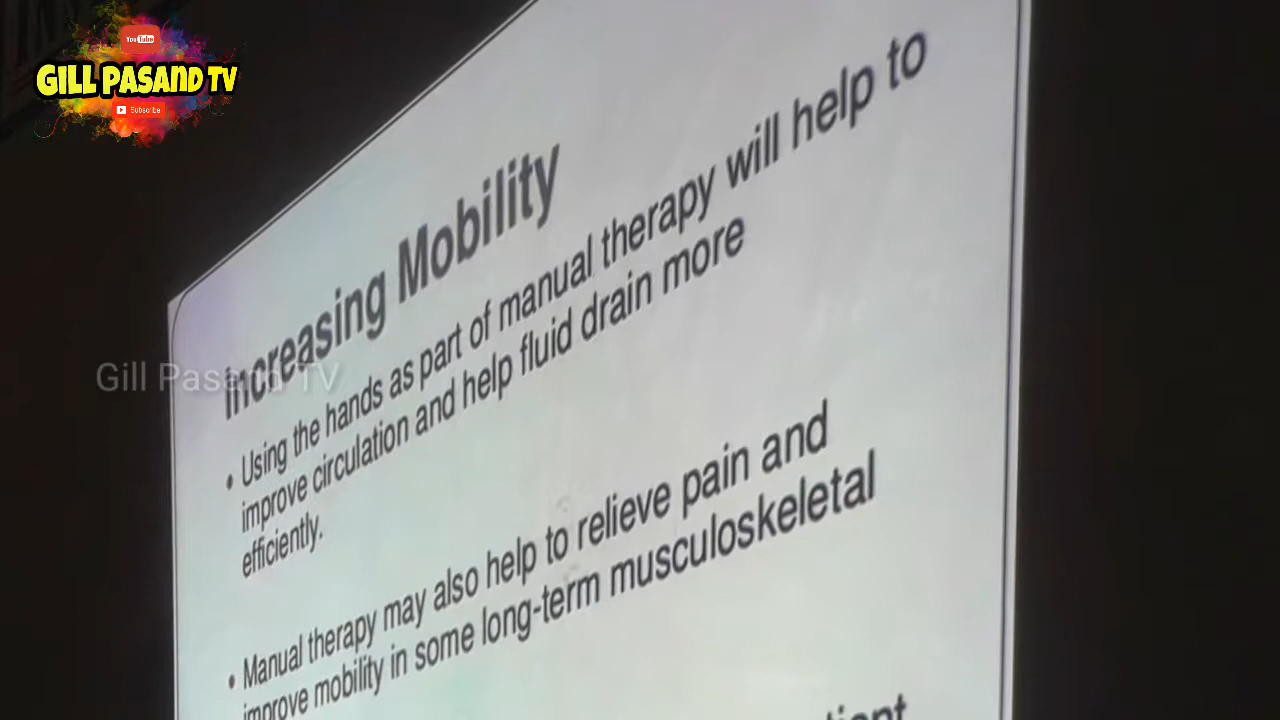 YouTube
GILL PASAND TV
Subscribe
Increasing Mobility
• Using the hands as part of manual therapy will help to
improve circulation and help fluid drain more
efficiently.
Gill Pasand TV
• Manual therapy may also help to relieve pain and
improve mobility in some long-term musculoskeletal